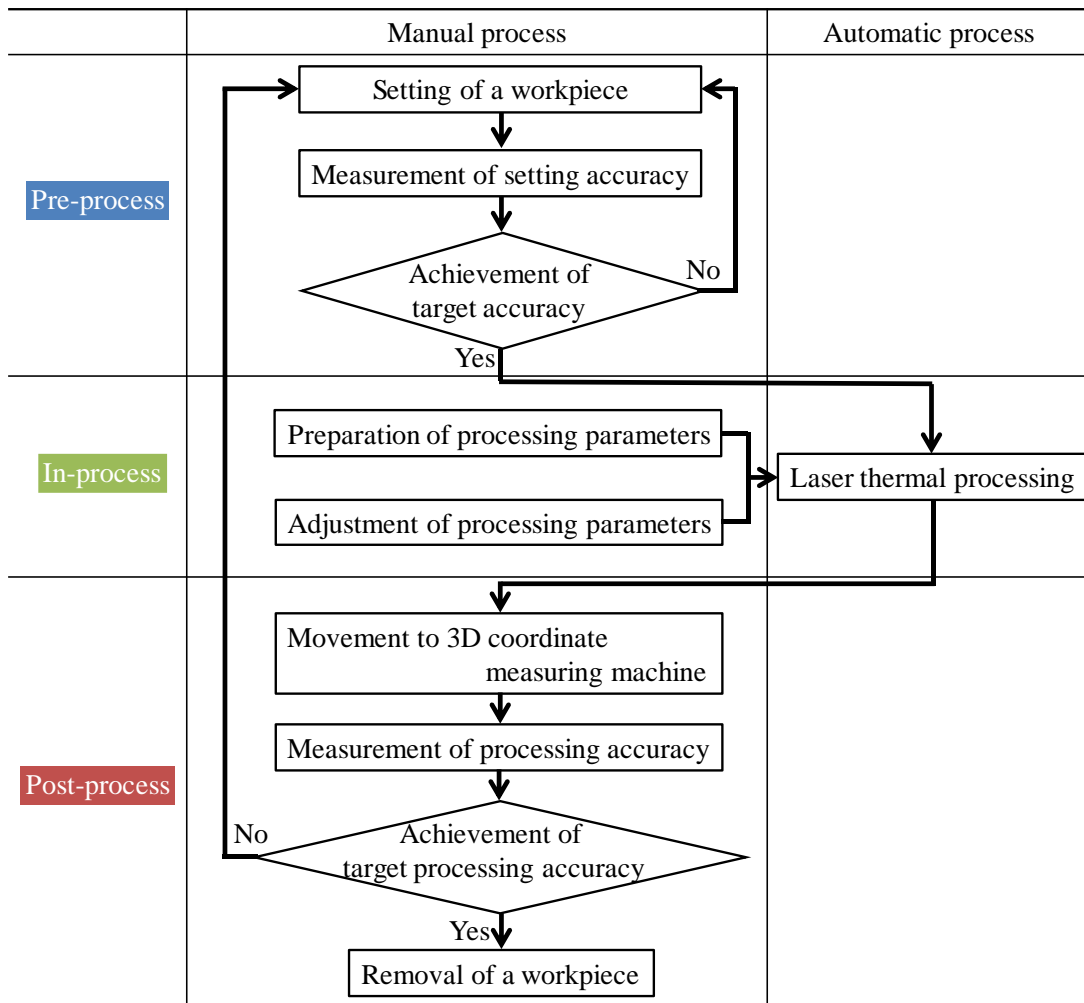 Manual process
Automatic process
Pre-process
Setting of a workpiece
Measurement of setting accuracy
Achievement of
target accuracy
No
Yes
In-process
Preparation of processing parameters
Adjustment of processing parameters
Laser thermal processing
Post-process
Movement to 3D coordinate
measuring machine
Measurement of processing accuracy
Achievement of
target processing accuracy
No
Yes
Removal of a workpiece